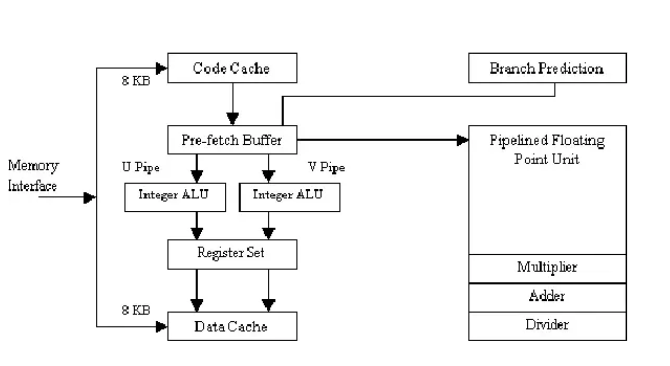 Code Cache
Branch Prediction
8 KB
Pre-fetch Buffer
Pipelined Floating
Point Unit
Memory
Interface
U Pipe
V Pipe
Integer ALU
Integer ALU
Register Set
Multiplier
Adder
8 KB
Data Cache
Divider